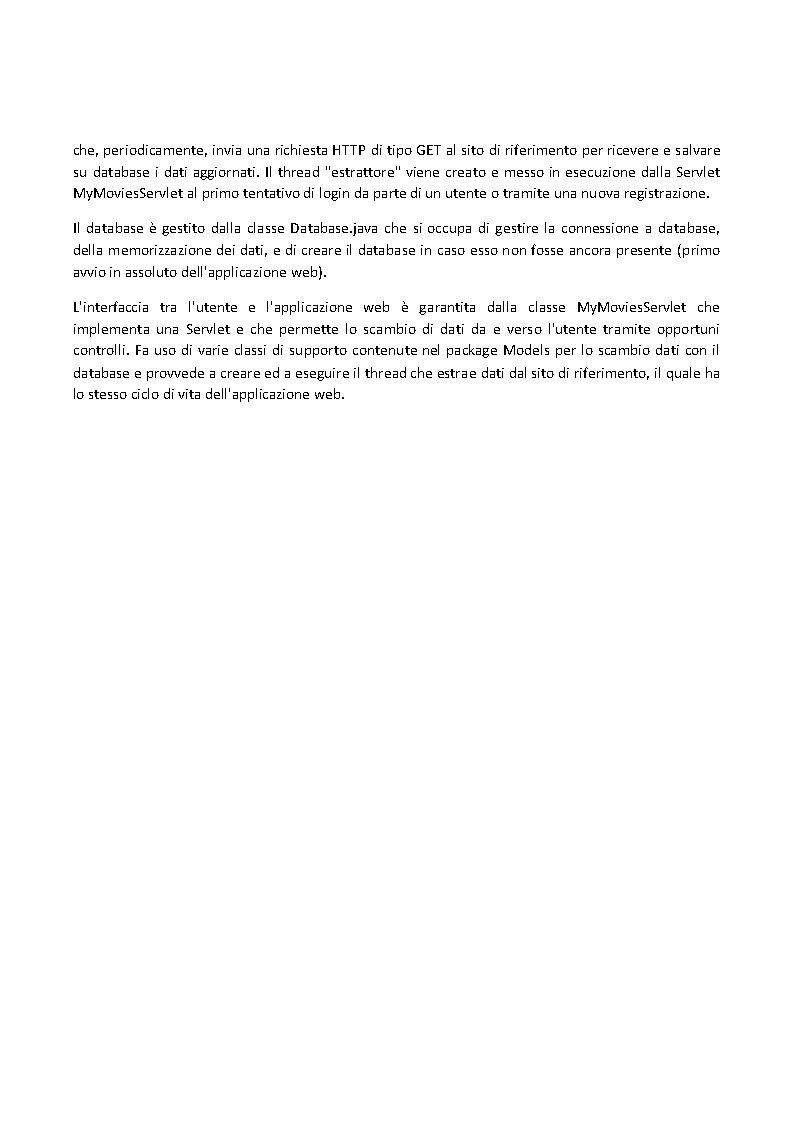 che, periodicamente, invia una richiesta HTTP di tipo GET al sito di riferimento per ricevere e salvare
su database i dati aggiornati. Il thread "estrattore" viene creato e messo in esecuzione dalla Servlet
MyMoviesServlet al primo tentativo di login da parte di un utente o tramite una nuova registrazione.
Il database è gestito dalla classe Database.java che si occupa di gestire la connessione a database,
della memorizzazione dei dati, e di creare il database in caso esso non fosse ancora presente (primo
avvio in assoluto dell'applicazione web).
L'interfaccia tra l'utente e l'applicazione web è garantita dalla classe MyMoviesServlet che
implementa una Servlet e che permette lo scambio di dati da e verso l'utente tramite opportuni
controlli. Fa uso di varie classi di supporto contenute nel package Models per lo scambio dati con il
database e provvede a creare ed a eseguire il thread che estrae dati dal sito di riferimento, il quale ha
lo stesso ciclo di vita dell'applicazione web.